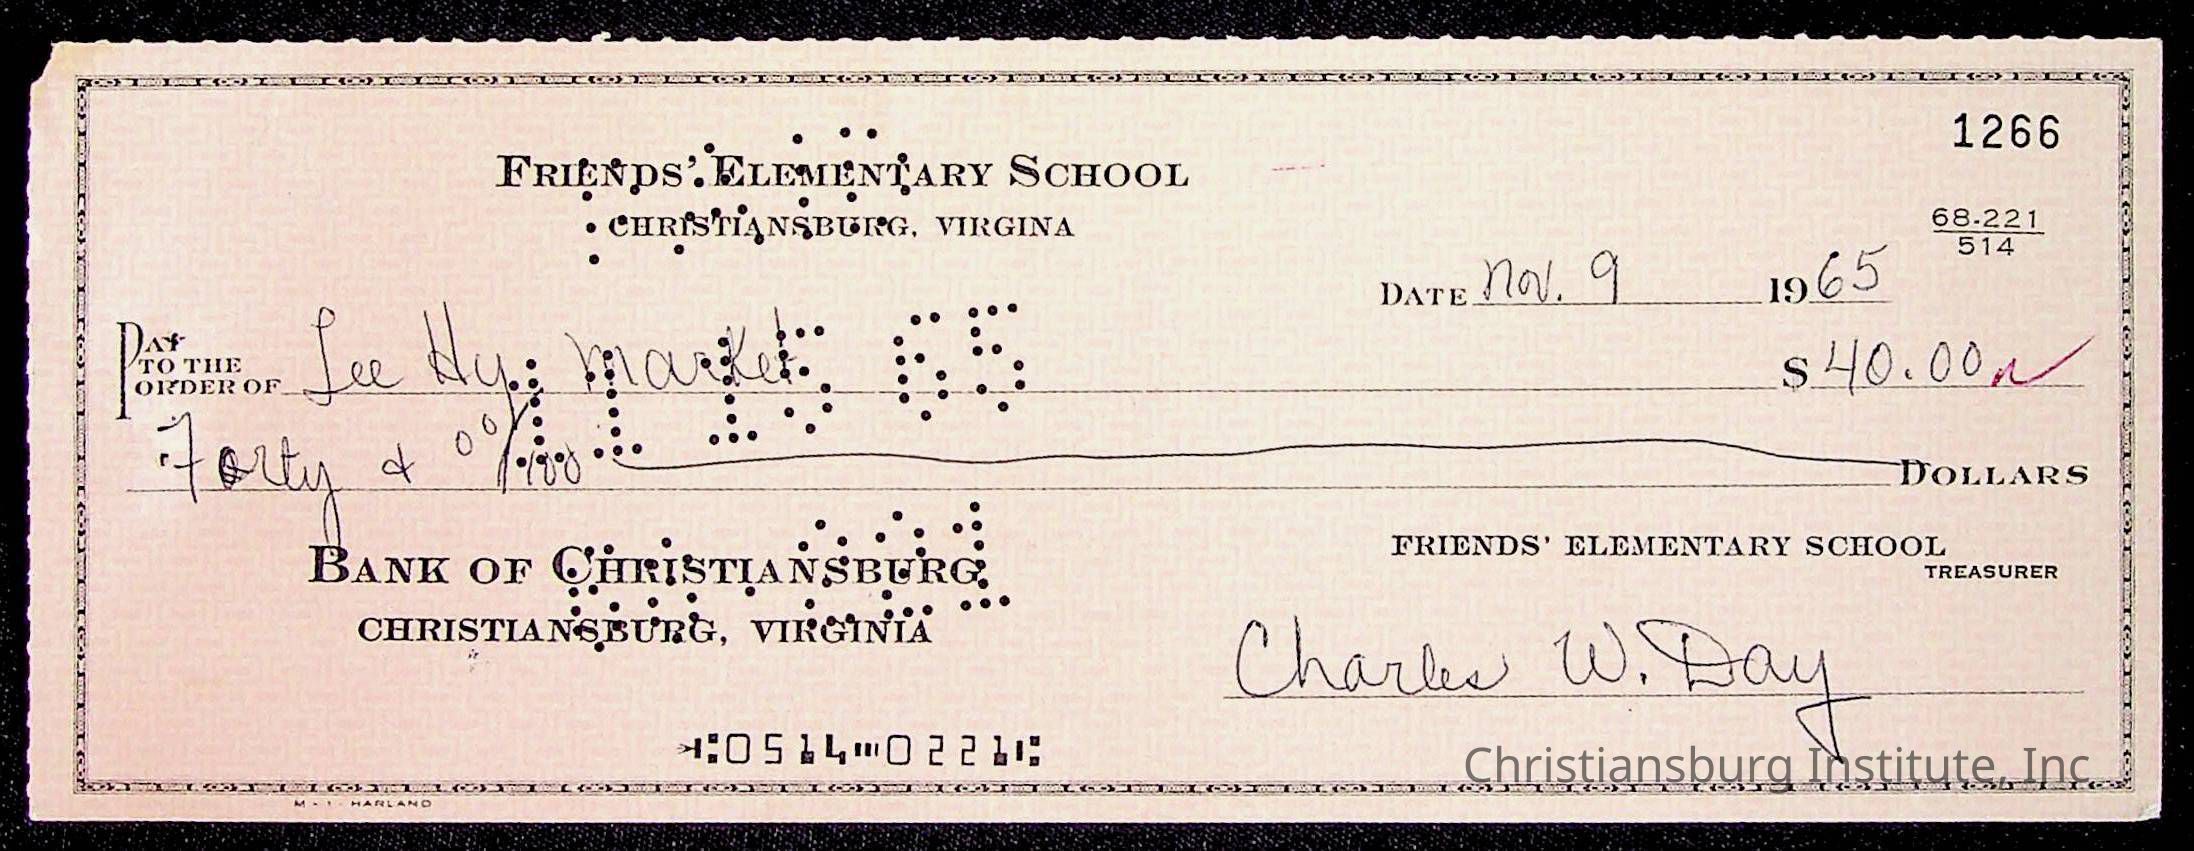 1266
FRIENDS' ELEMENTARY SCHOOL
CHRISTIANSBURG, VIRGINA
68-221
514
DATE Nov. 9 1965
PAY TO THE ORDER OF Lee Hy. Market $ 40.00
Forty & 00/100 DOLLARS
BANK OF CHRISTIANSBURG
CHRISTIANSBURG, VIRGINIA
FRIENDS' ELEMENTARY SCHOOL
TREASURER
Charles W. Day
⑆0514⑉0221⑆
Christiansburg Institute, Inc
HARLAND